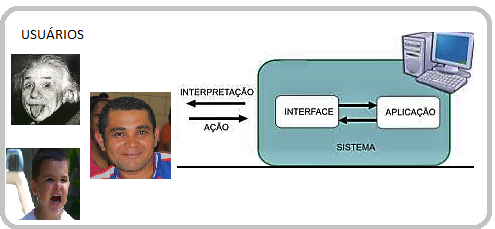 USUÁRIOS
INTERPRETAÇÃO
AÇÃO
INTERFACE
APLICAÇÃO
SISTEMA